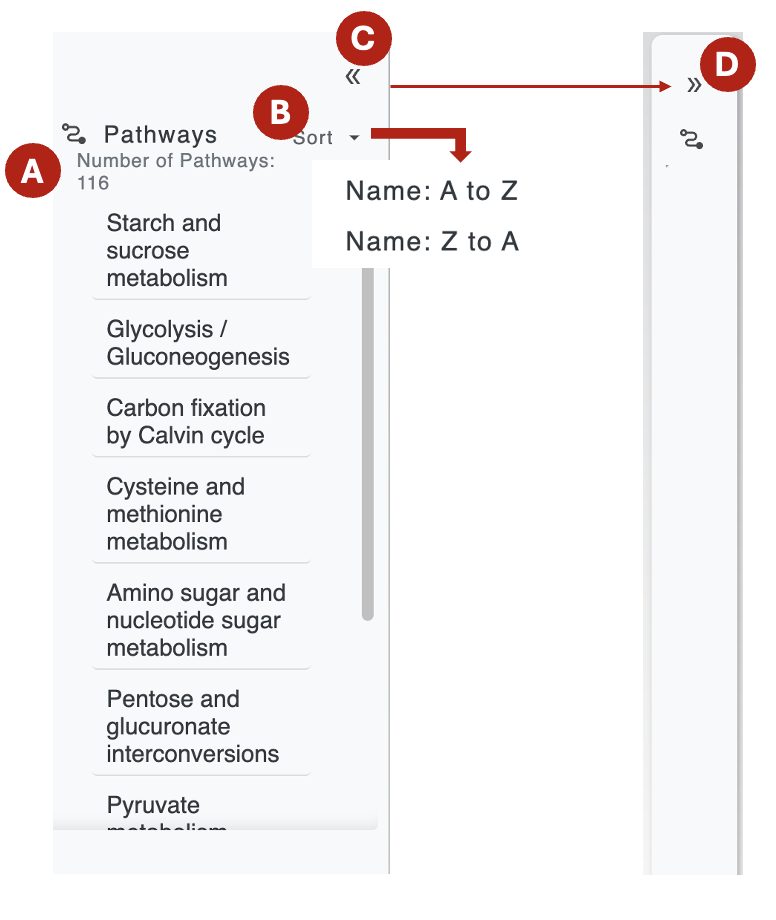 C
«
D
»
B
Pathways
Sort
A
Number of Pathways:
116
Name: A to Z
Name: Z to A
Starch and
sucrose
metabolism
Glycolysis /
Gluconeogenesis
Carbon fixation
by Calvin cycle
Cysteine and
methionine
metabolism
Amino sugar and
nucleotide sugar
metabolism
Pentose and
glucuronate
interconversions
Pyruvate
metabolism